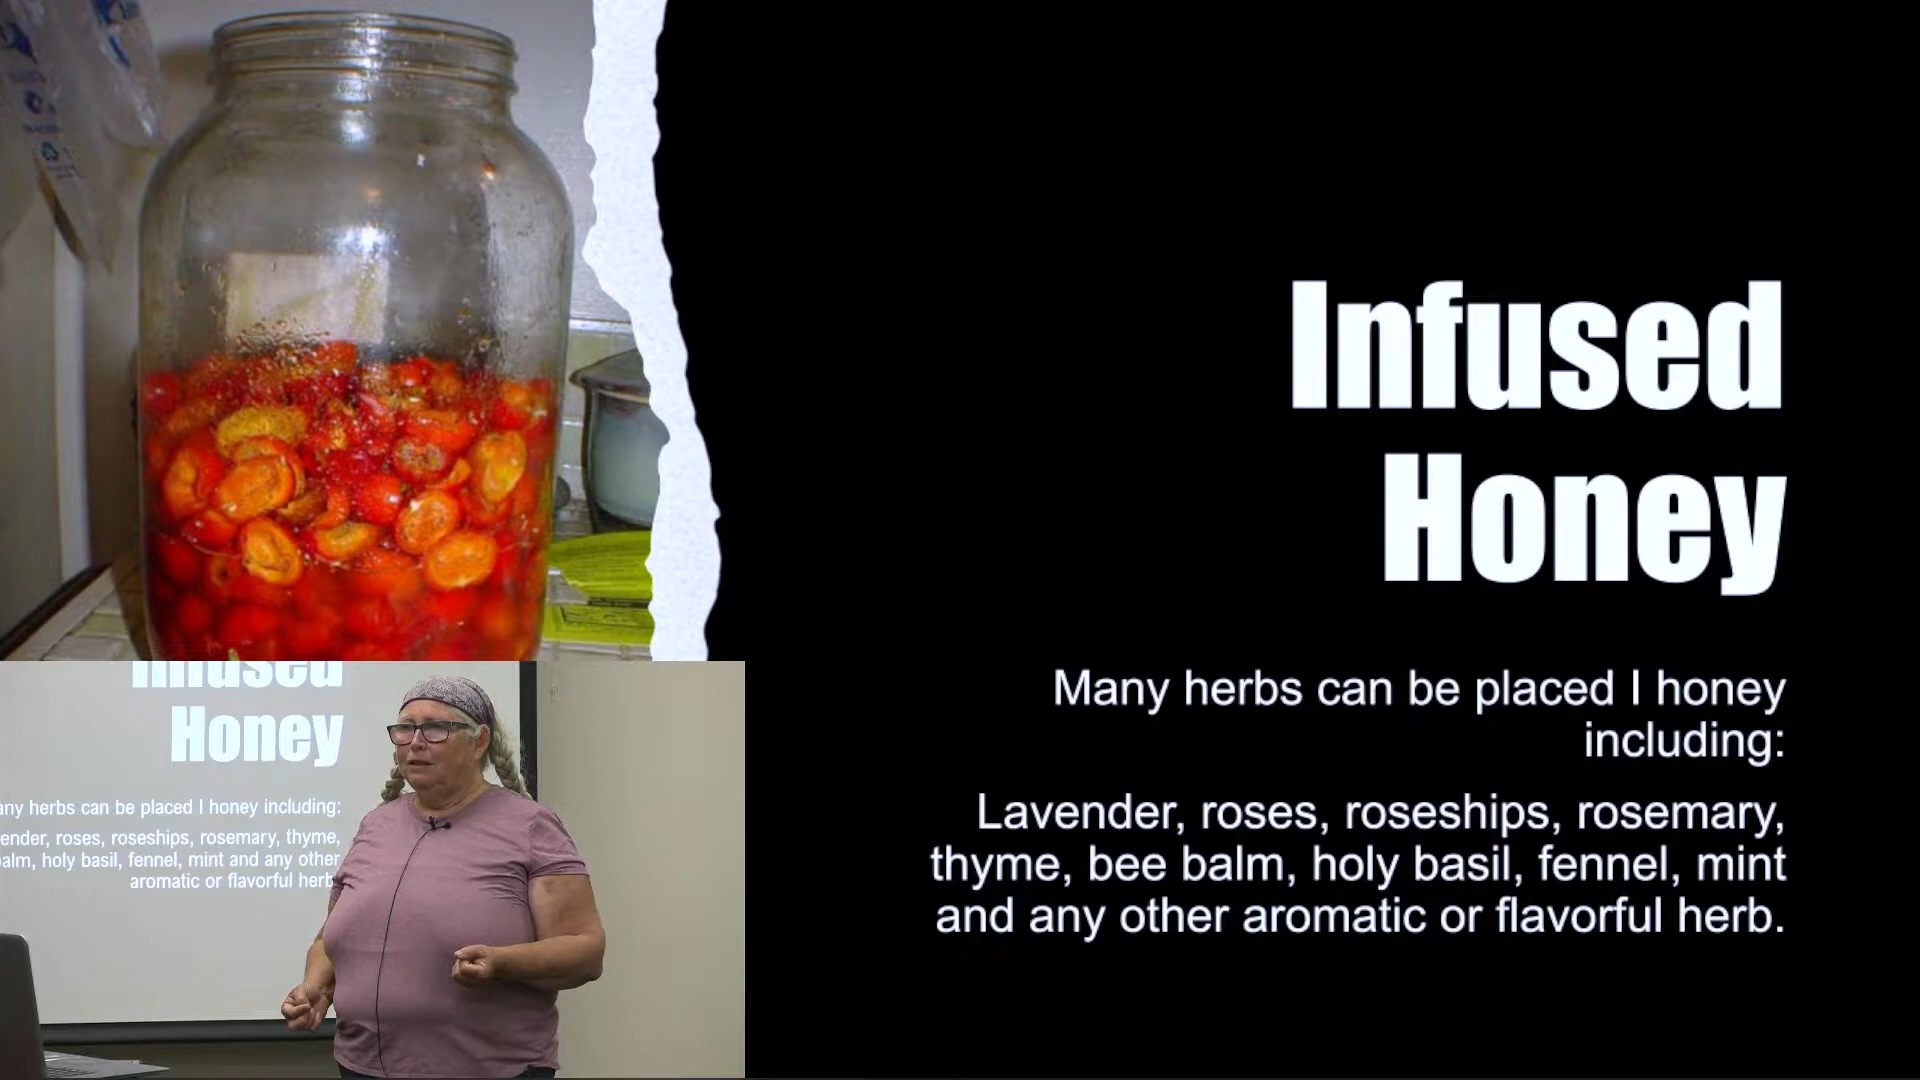 Infused
Honey
Many herbs can be placed I honey
including:
Lavender, roses, roseships, rosemary,
thyme, bee balm, holy basil, fennel, mint
and any other aromatic or flavorful herb.
Infused
Honey
any herbs can be placed I honey including:
ender, roses, roseships, rosemary, thyme,
balm, holy basil, fennel, mint and any other
aromatic or flavorful herb